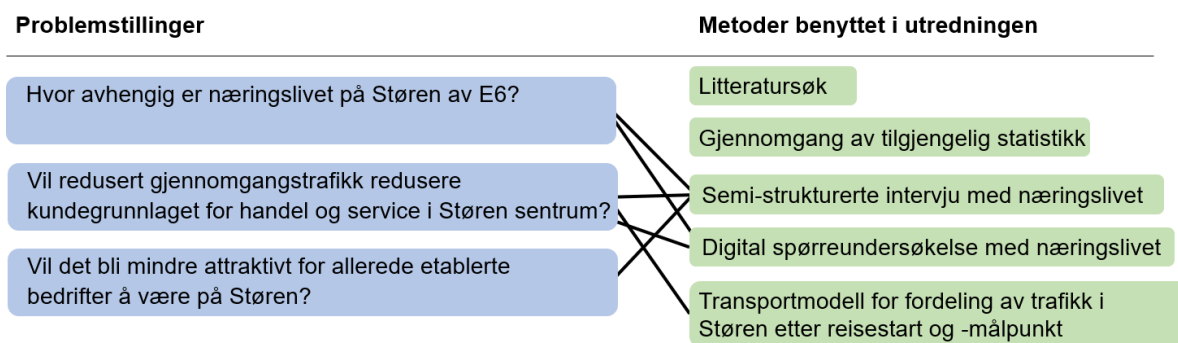 Problemstillinger
Metoder benyttet i utredningen
Hvor avhengig er næringslivet på Støren av E6?
Vil redusert gjennomgangstrafikk redusere
kundegrunnlaget for handel og service i Støren sentrum?
Vil det bli mindre attraktivt for allerede etablerte
bedrifter å være på Støren?
Litteratursøk
Gjennomgang av tilgjengelig statistikk
Semi-strukturerte intervju med næringslivet
Digital spørreundersøkelse med næringslivet
Transportmodell for fordeling av trafikk i
Støren etter reisestart og -målpunkt